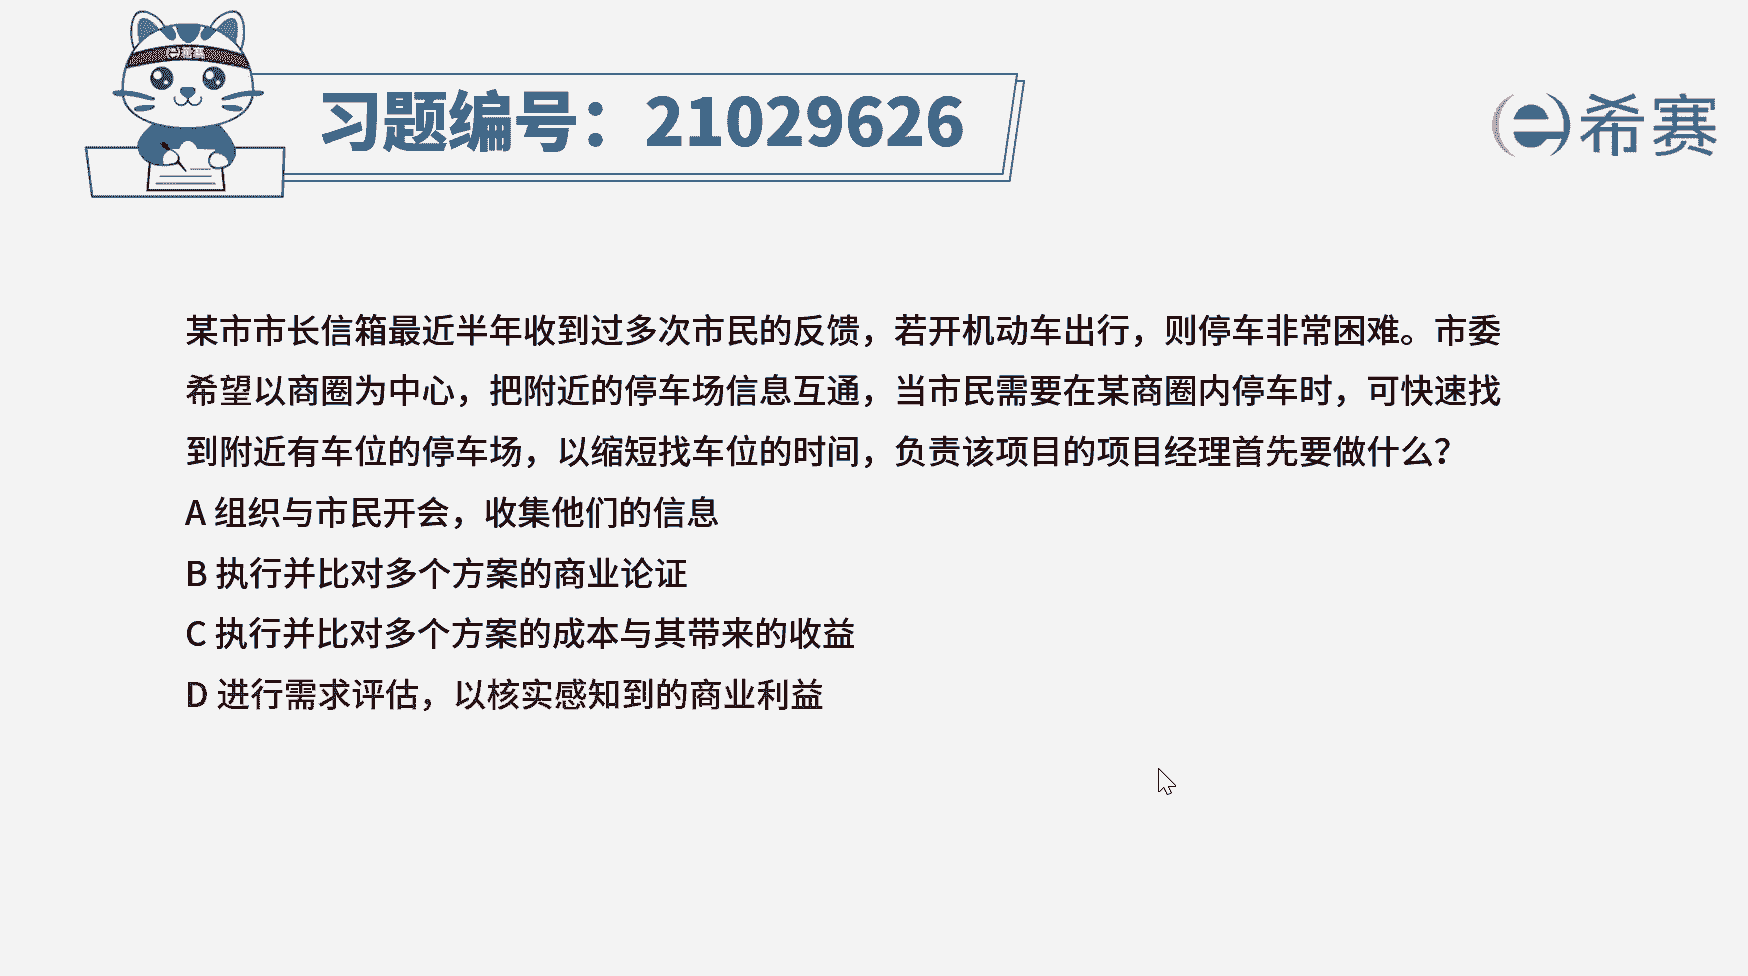 e希赛
习题编号：21029626
e希赛
某市市长信箱最近半年收到过多次市民的反馈，若开机动车出行，则停车非常困难。市委
希望以商圈为中心，把附近的停车场信息互通，当市民需要在某商圈内停车时，可快速找
到附近有车位的停车场，以缩短找车位的时间，负责该项目的项目经理首先要做什么？
A 组织与市民开会，收集他们的信息
B 执行并比对多个方案的商业论证
C 执行并比对多个方案的成本与其带来的收益
D 进行需求评估，以核实感知到的商业利益